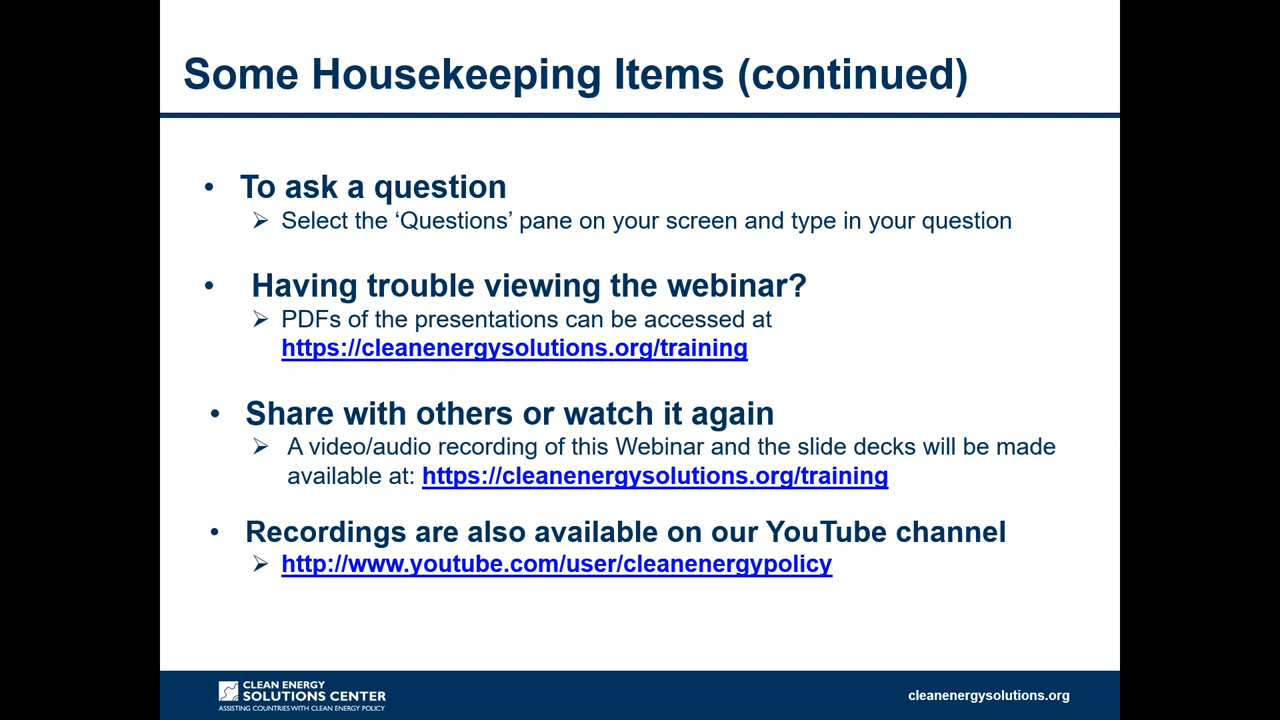 Some Housekeeping Items (continued)
• To ask a question
➢ Select the ‘Questions’ pane on your screen and type in your question
• Having trouble viewing the webinar?
➢ PDFs of the presentations can be accessed at
https://cleanenergysolutions.org/training
• Share with others or watch it again
➢ A video/audio recording of this Webinar and the slide decks will be made
available at: https://cleanenergysolutions.org/training
• Recordings are also available on our YouTube channel
➢ http://www.youtube.com/user/cleanenergypolicy
CLEAN ENERGY
SOLUTIONS CENTER
ASSISTING COUNTRIES WITH CLEAN ENERGY POLICY
cleanenergysolutions.org